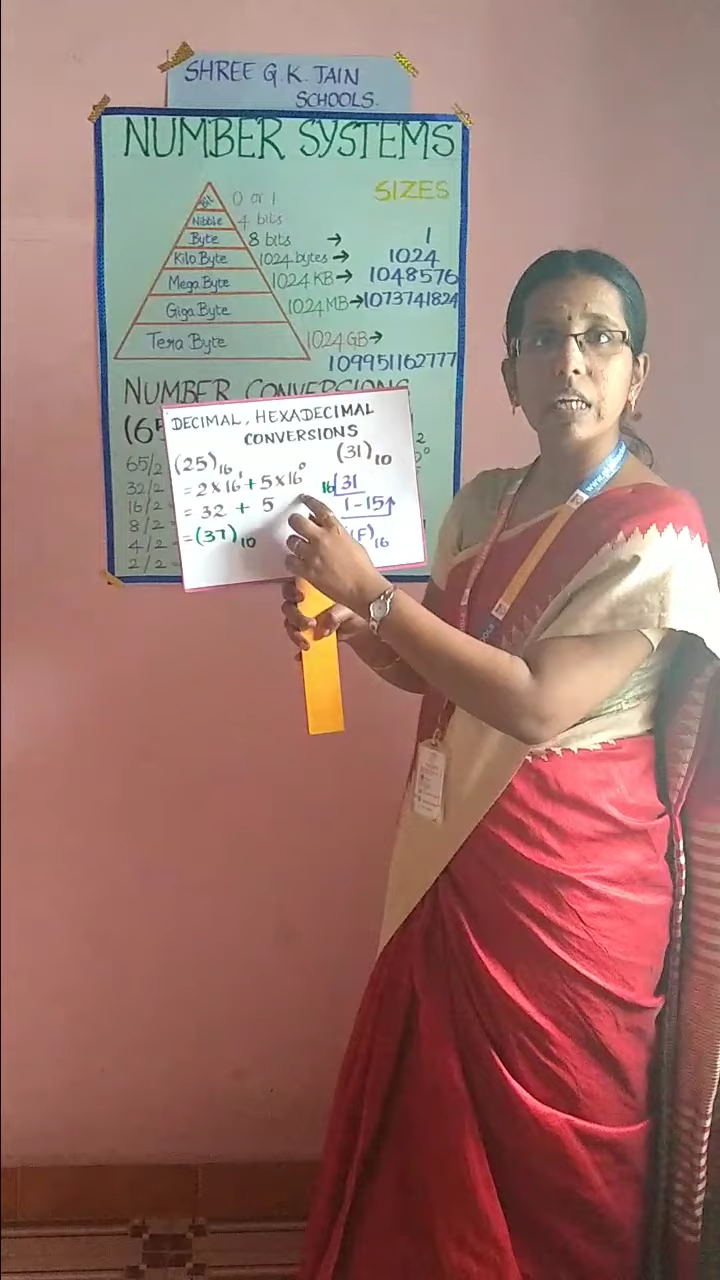 SHREE G.K. JAIN
SCHOOLS.
NUMBER SYSTEMS
SIZES
0 or 1
Nibble 4 bits
Byte 8 bits → 1
Kilo Byte 1024 bytes → 1024
Mega Byte 1024 KB → 1048576
Giga Byte 1024 MB → 1073741824
Tera Byte 1024 GB →
109951162777
NUMBER CONVERSIONS
(65
65/2
32/2
16/2
8/2
4/2
2/2
DECIMAL, HEXADECIMAL
CONVERSIONS
(25)₁₆
= 2 × 16¹ + 5 × 16⁰
= 32 + 5
= (37)₁₀
(31)₁₀
16 31
1 - 15↑
F)₁₆